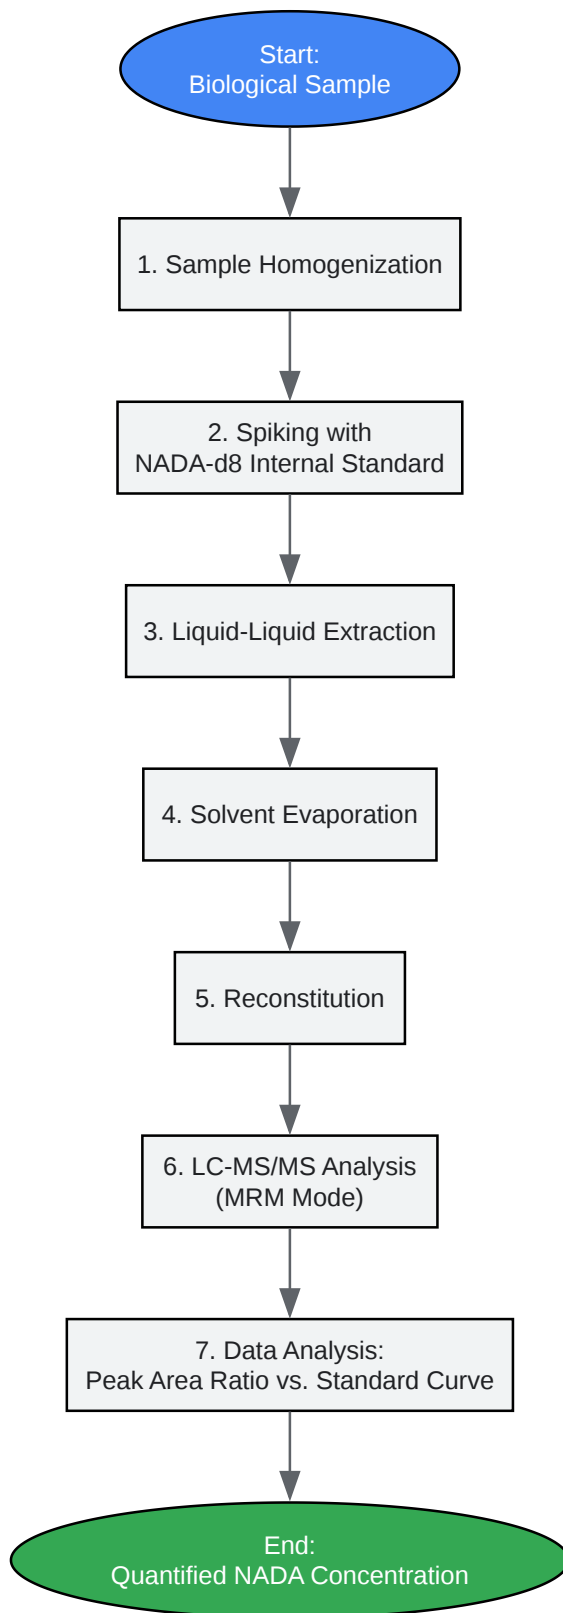 Start:
Biological Sample
1. Sample Homogenization
2. Spiking with
NADA-d8 Internal Standard
3. Liquid-Liquid Extraction
4. Solvent Evaporation
5. Reconstitution
6. LC-MS/MS Analysis
(MRM Mode)
7. Data Analysis:
Peak Area Ratio vs. Standard Curve
End:
Quantified NADA Concentration